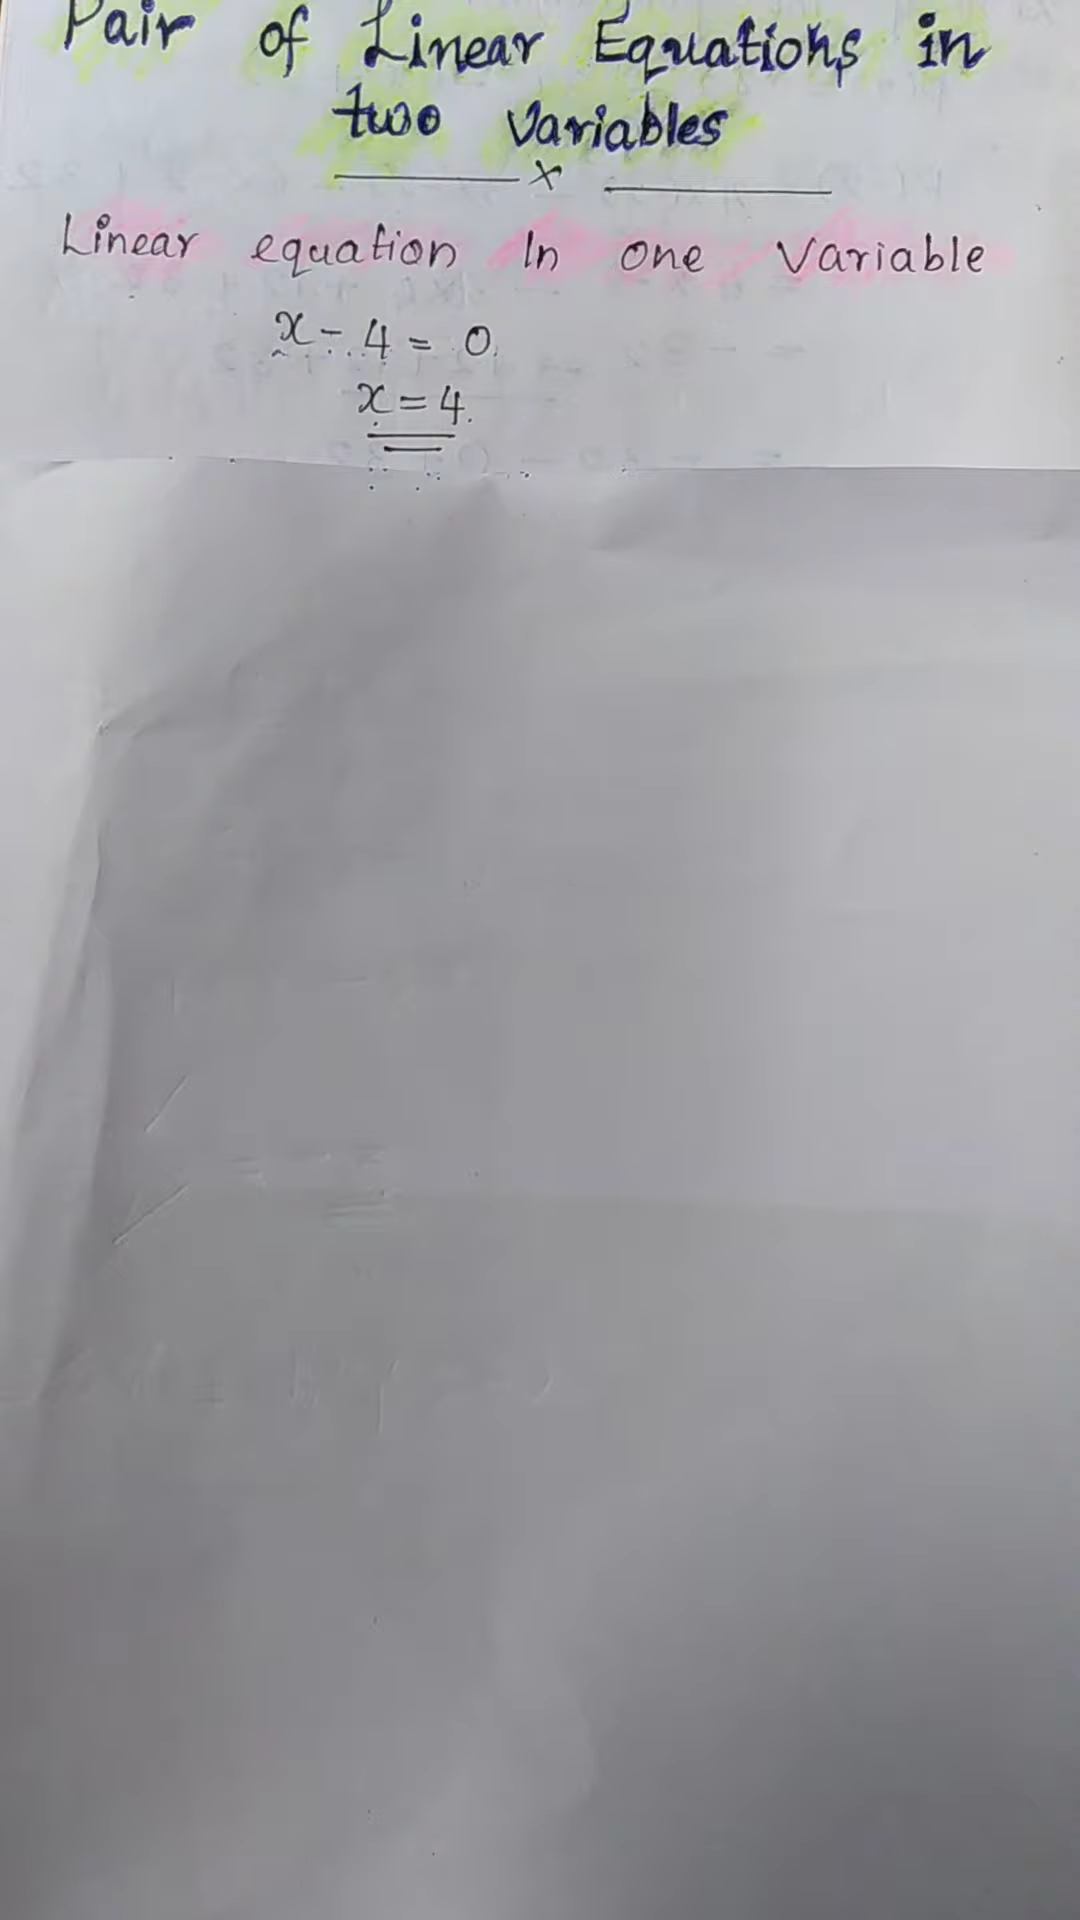 Pair of Linear Equations in
two Variables
x
Linear equation In one Variable
x - 4 = 0.
x = 4.